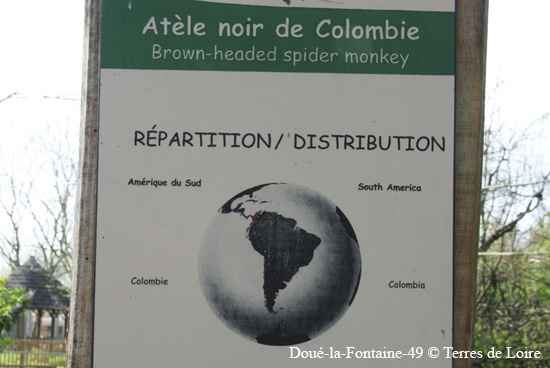 Atèle noir de Colombie
Brown-headed spider monkey
RÉPARTITION/ DISTRIBUTION
Amérique du Sud
South America
Colombie
Colombia
Doué-la-Fontaine-49 © Terres de Loire